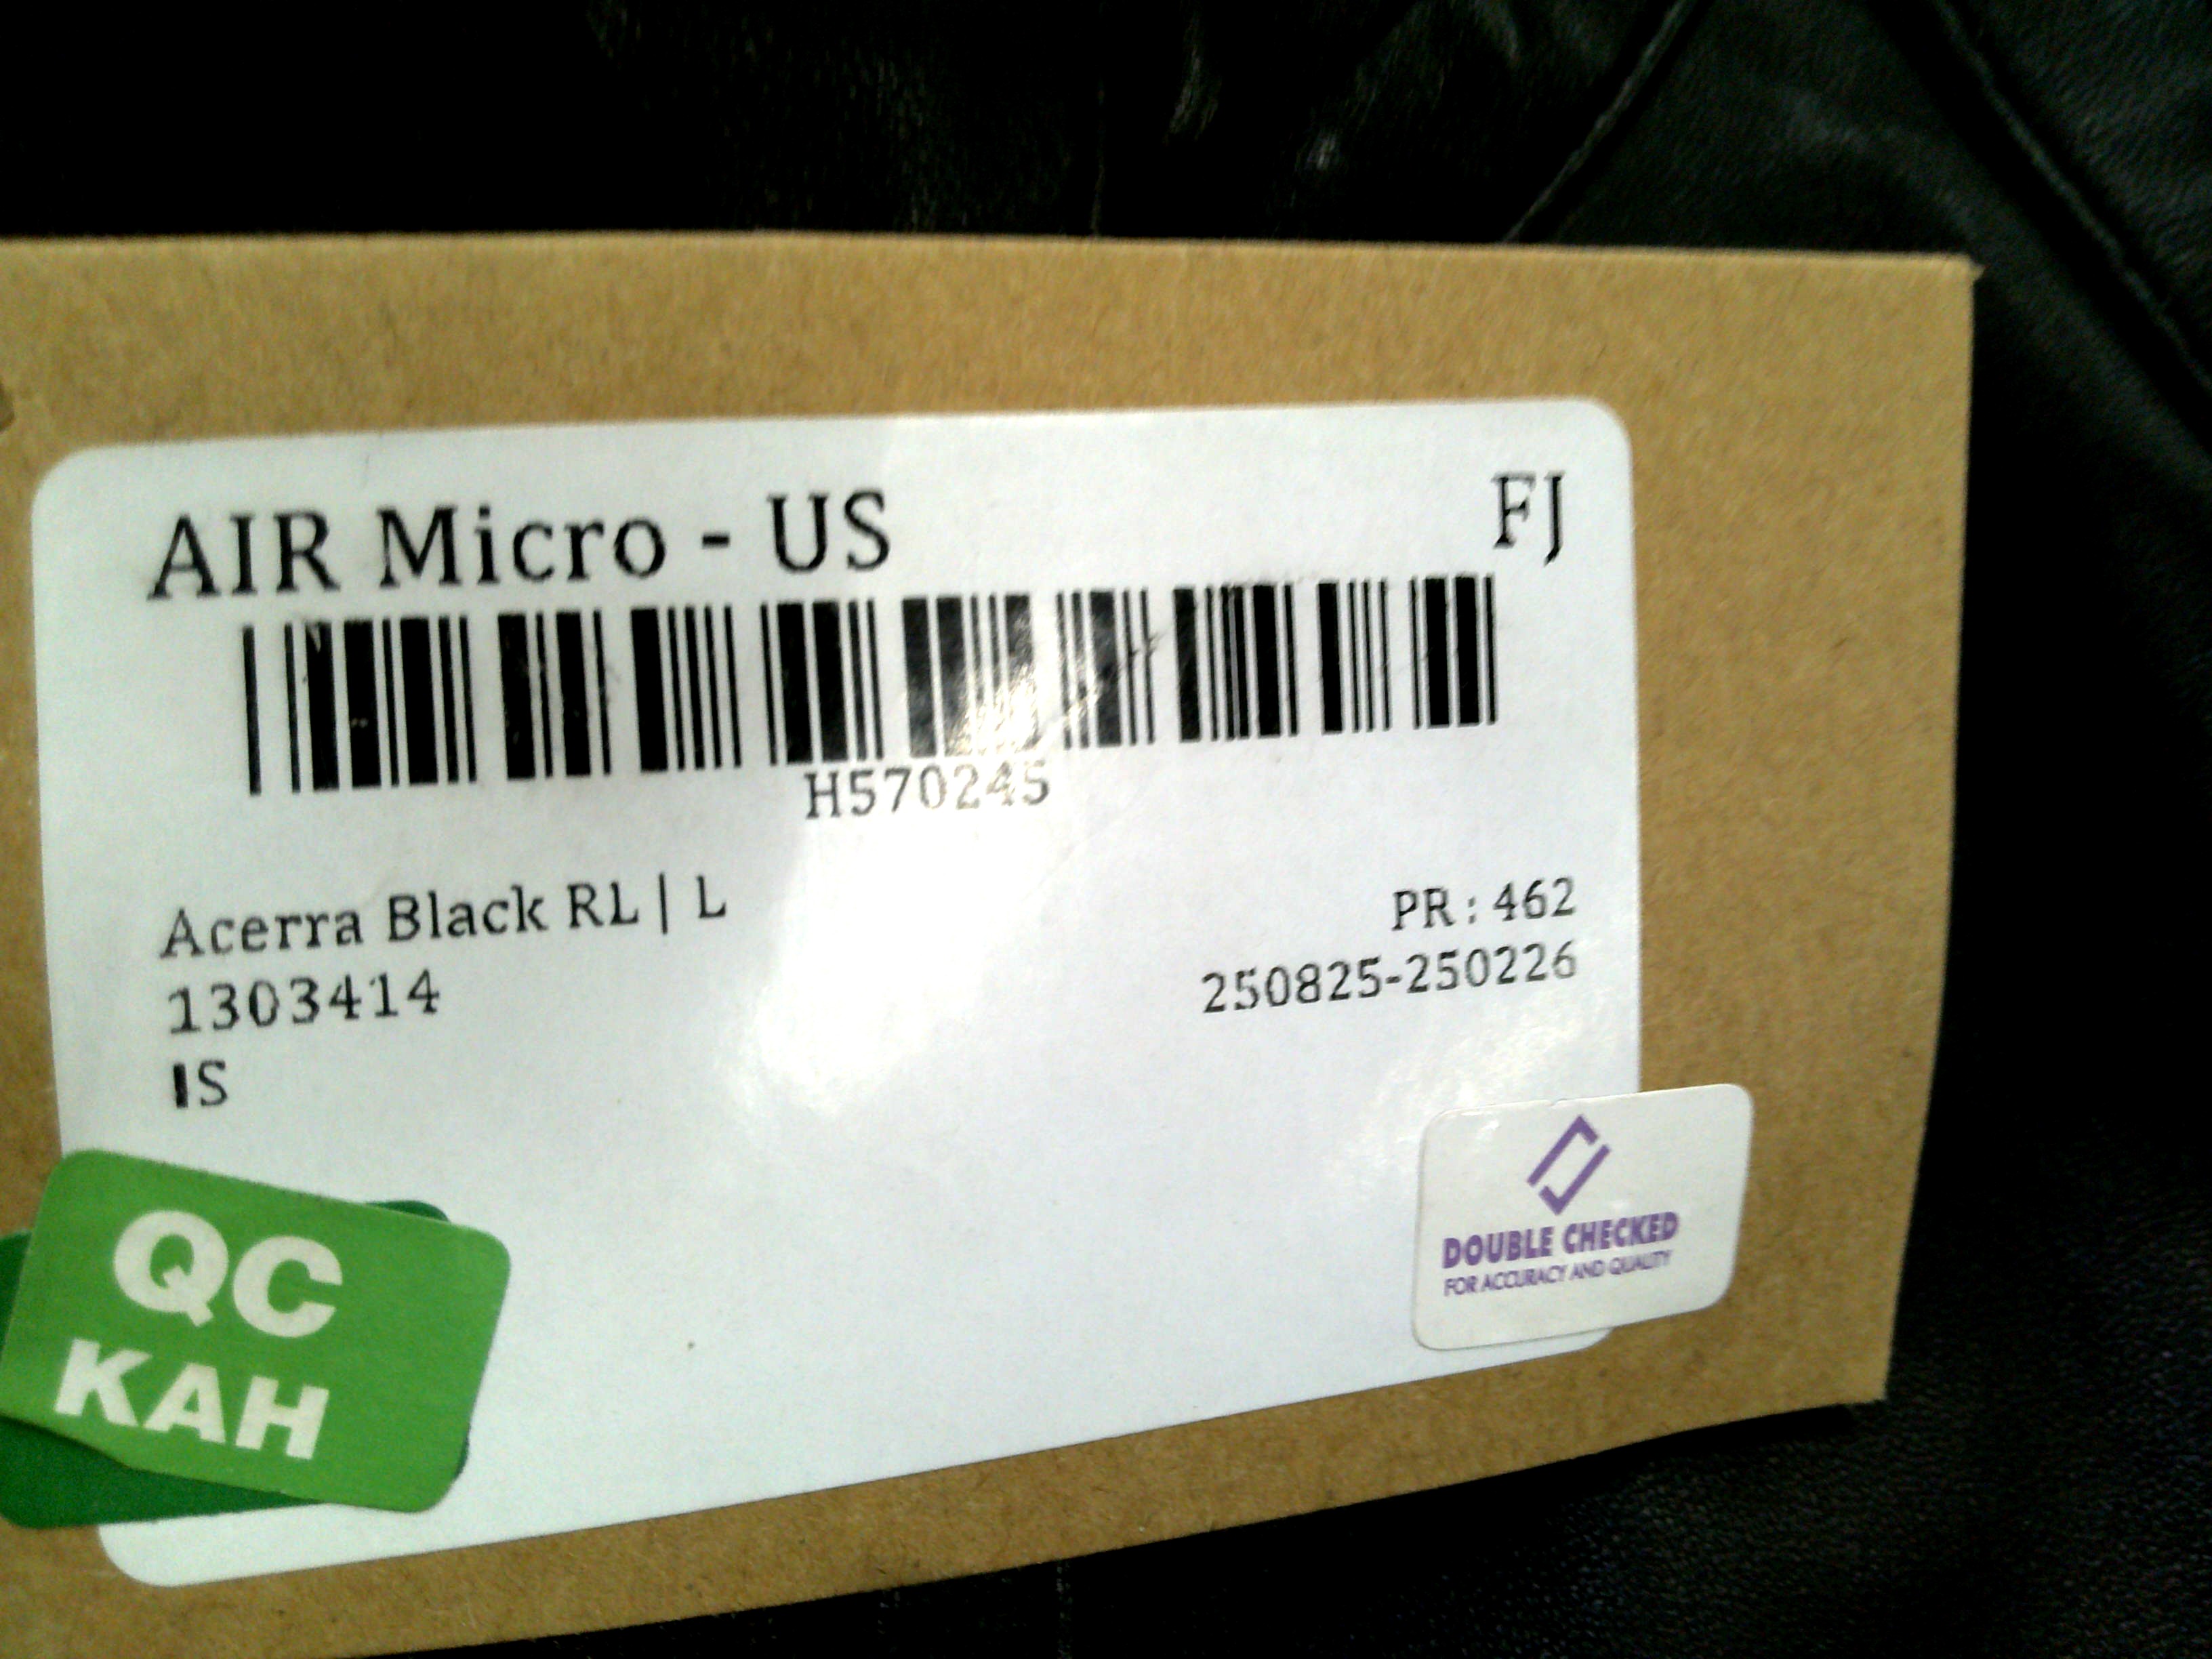 AIR Micro - US
FJ
H570245
Acerra Black RL | L
PR : 462
1303414
250825-250226
IS
QC
KAH
DOUBLE CHECKED
FOR ACCURACY AND QUALITY